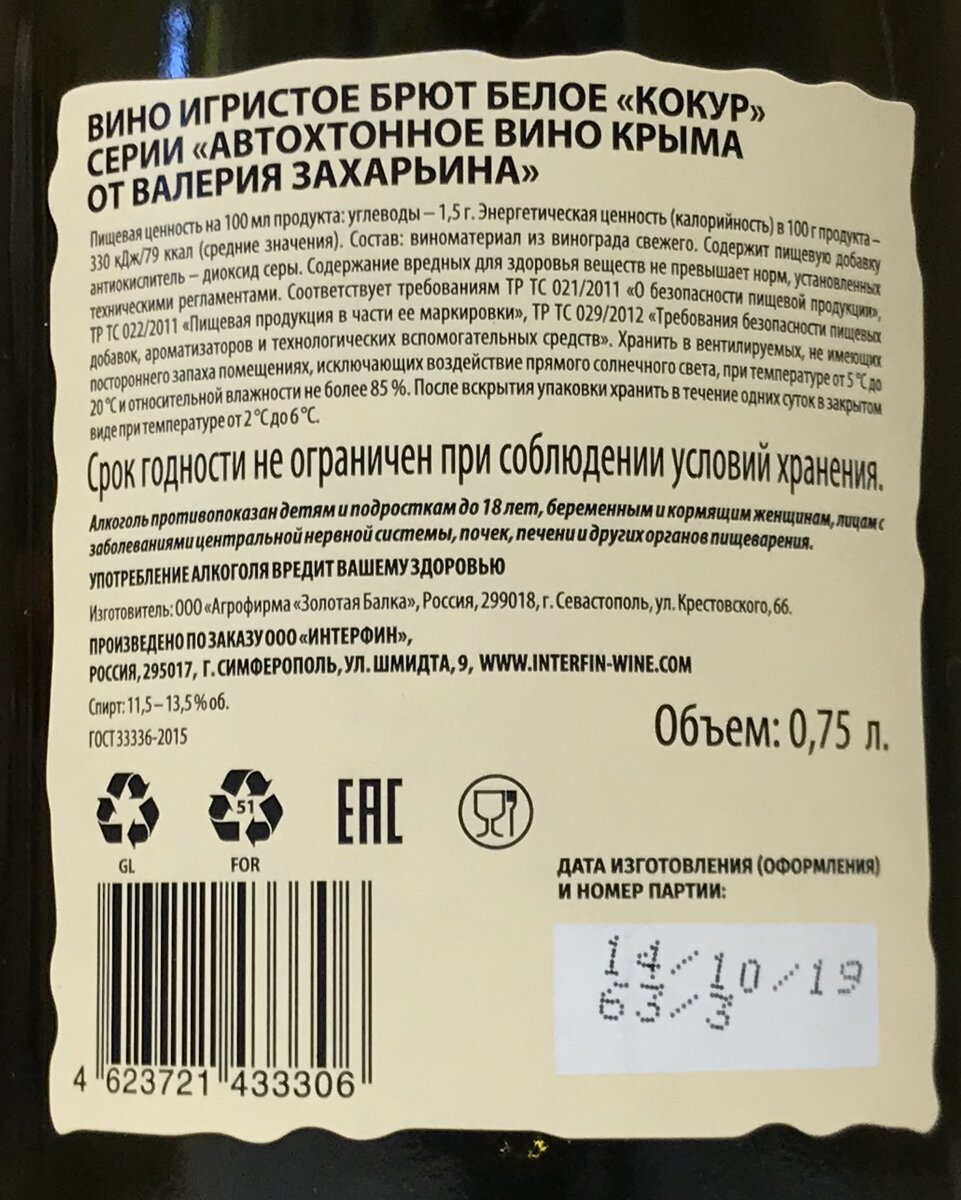 ВИНО ИГРИСТОЕ БРЮТ БЕЛОЕ «КОКУР»
СЕРИИ «АВТОХТОННОЕ ВИНО КРЫМА
ОТ ВАЛЕРИЯ ЗАХАРЬИНА»
Пищевая ценность на 100 мл продукта: углеводы – 1,5 г. Энергетическая ценность (калорийность) в 100 г продукта –
330 кДж/79 ккал (средние значения). Состав: виноматериал из винограда свежего. Содержит пищевую добавку
антиокислитель – диоксид серы. Содержание вредных для здоровья веществ не превышает норм, установленных
техническими регламентами. Соответствует требованиям ТР ТС 021/2011 «О безопасности пищевой продукции»,
ТР ТС 022/2011 «Пищевая продукция в части ее маркировки», ТР ТС 029/2012 «Требования безопасности пищевых
добавок, ароматизаторов и технологических вспомогательных средств». Хранить в вентилируемых, не имеющих
постороннего запаха помещениях, исключающих воздействие прямого солнечного света, при температуре от 5 °С до
20 °С и относительной влажности не более 85 %. После вскрытия упаковки хранить в течение одних суток в закрытом
виде при температуре от 2 °С до 6 °С.
Срок годности не ограничен при соблюдении условий хранения.
Алкоголь противопоказан детям и подросткам до 18 лет, беременным и кормящим женщинам, лицам с
заболеваниями центральной нервной системы, почек, печени и других органов пищеварения.
УПОТРЕБЛЕНИЕ АЛКОГОЛЯ ВРЕДИТ ВАШЕМУ ЗДОРОВЬЮ
Изготовитель: ООО «Агрофирма «Золотая Балка», Россия, 299018, г. Севастополь, ул. Крестовского, 66.
ПРОИЗВЕДЕНО ПО ЗАКАЗУ ООО «ИНТЕРФИН»,
РОССИЯ, 295017, Г. СИМФЕРОПОЛЬ, УЛ. ШМИДТА, 9, WWW.INTERFIN-WINE.COM
Спирт: 11,5 – 13,5 % об.
ГОСТ 33336-2015
Объем: 0,75 л.
51
EAC
GL
FOR
ДАТА ИЗГОТОВЛЕНИЯ (ОФОРМЛЕНИЯ)
И НОМЕР ПАРТИИ:
14/10/19
63/3
4 623721 433306